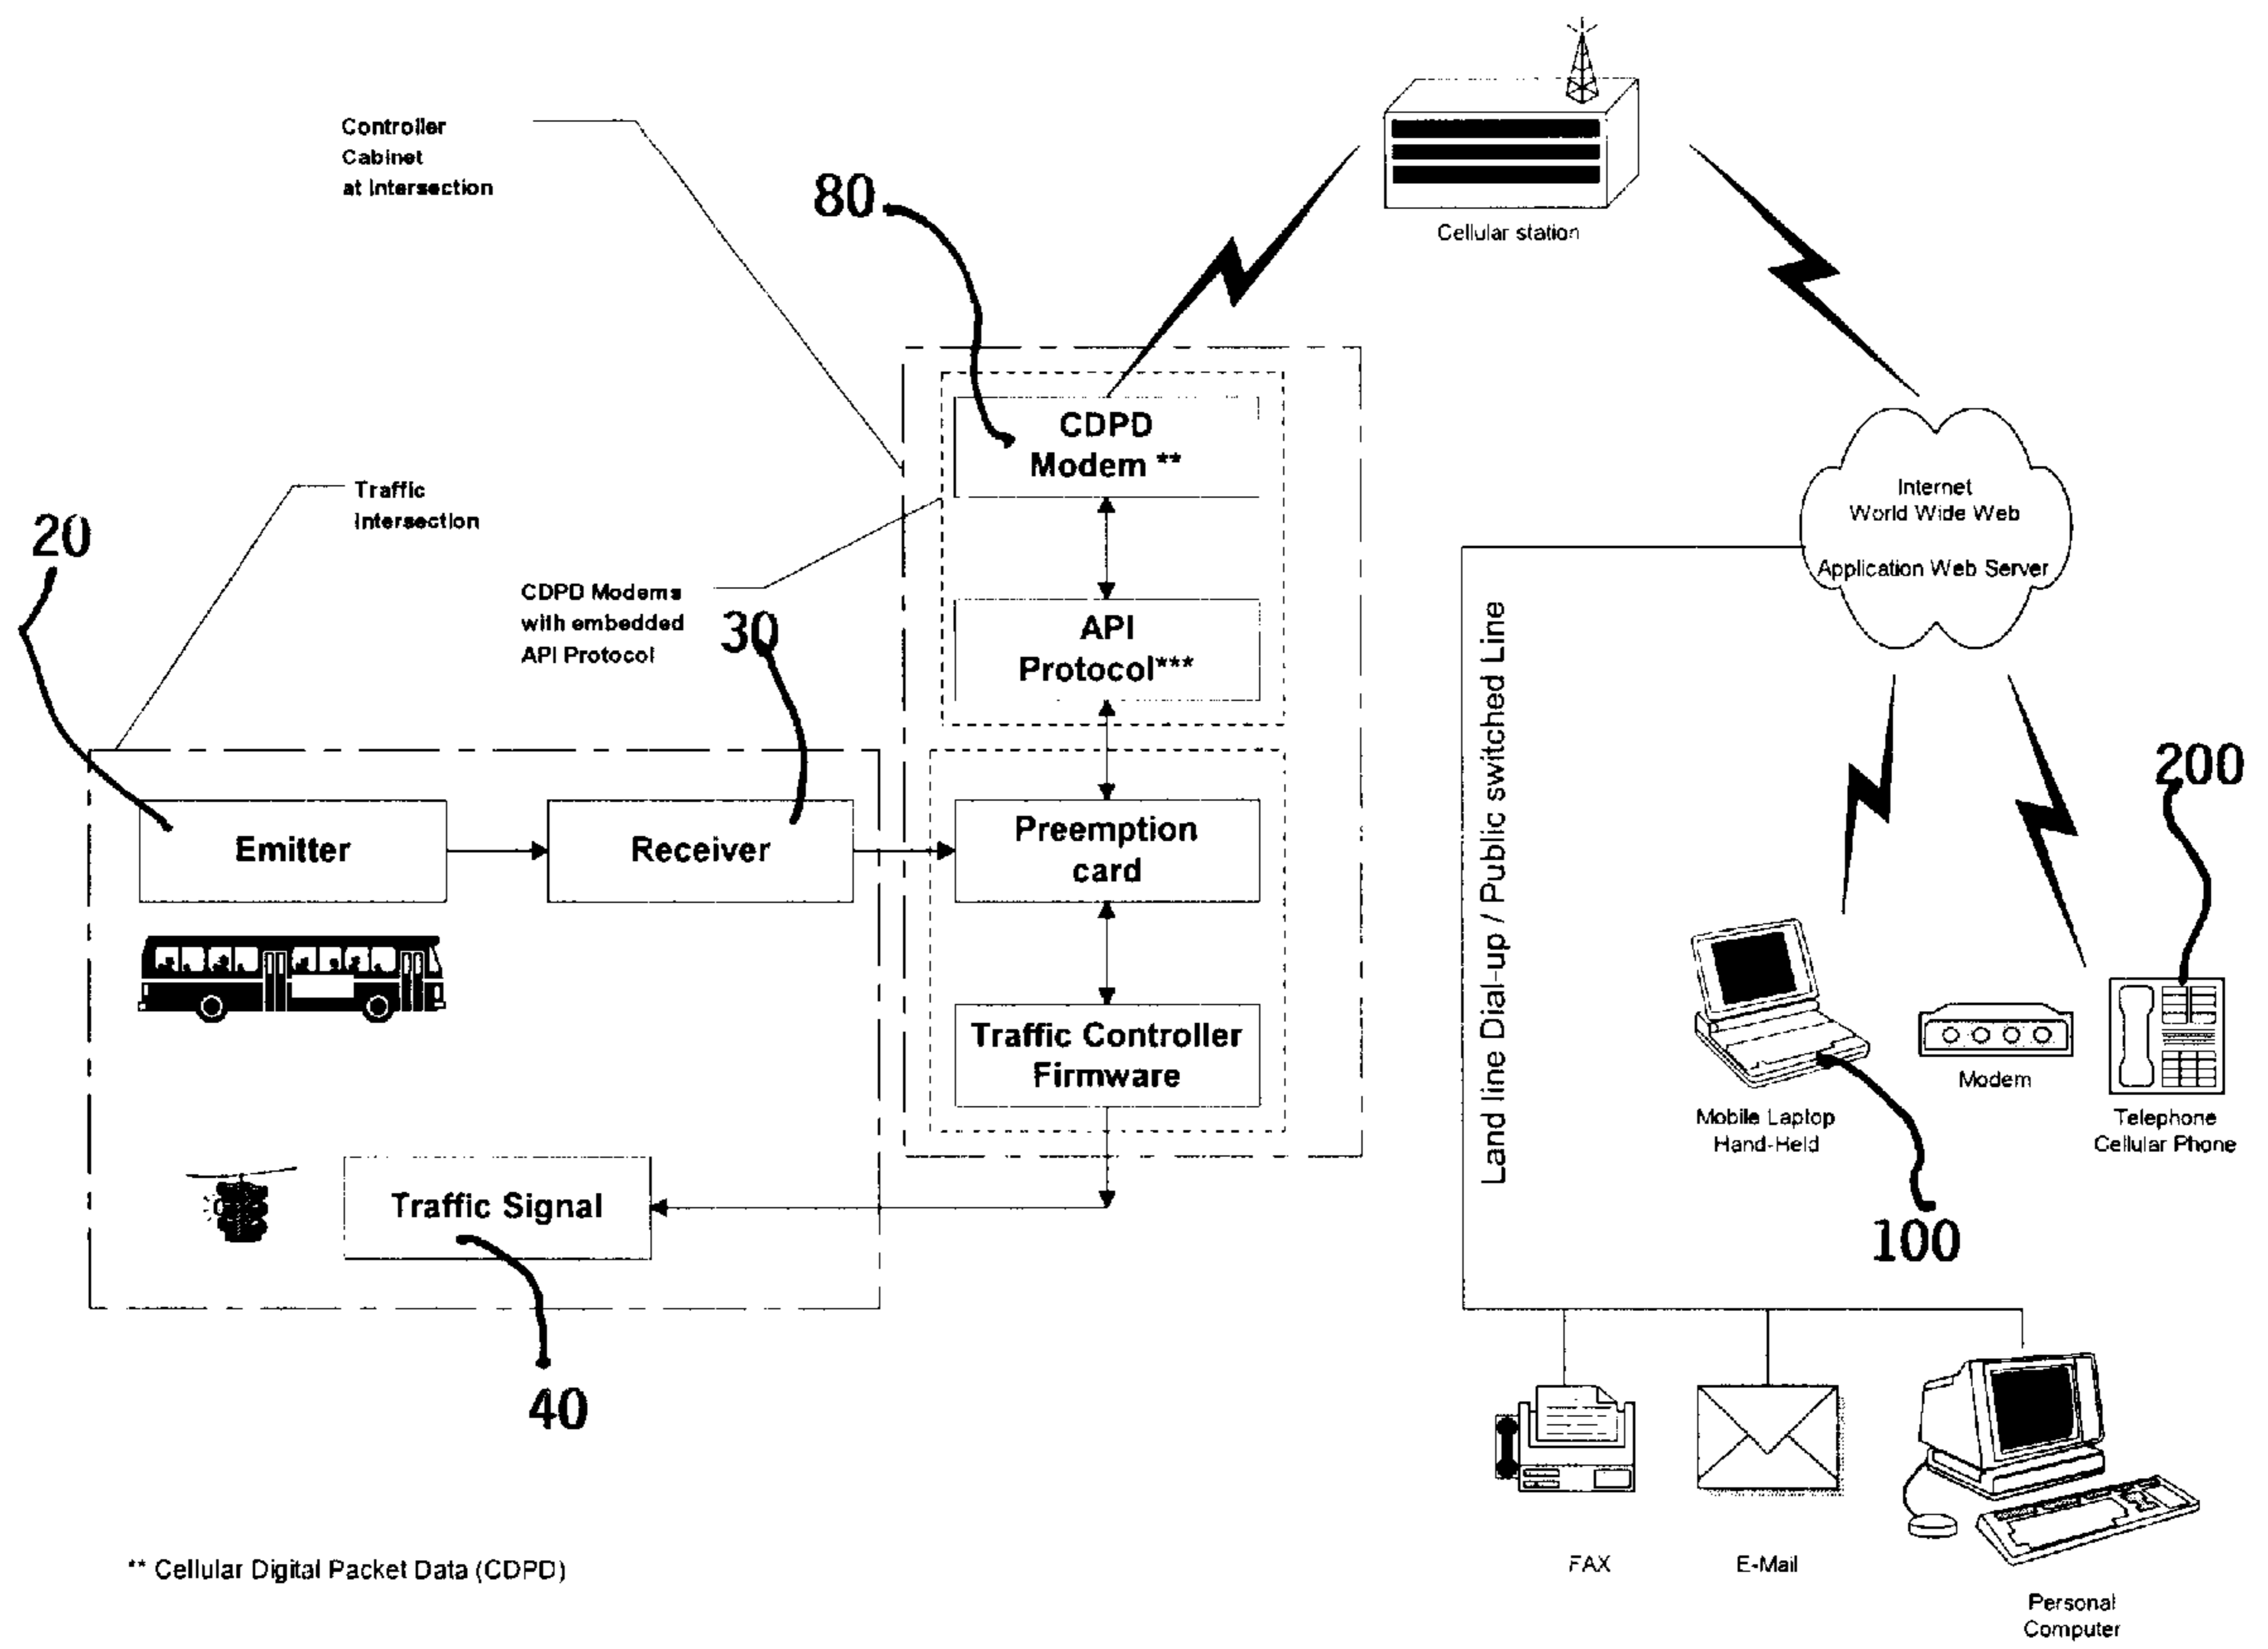 Controller
Cabinet
at Intersection
80
Cellular station
CDPD
Modem **
Traffic
Intersection
20
CDPD Modems
with embedded
API Protocol
30
API
Protocol***
Internet
World Wide Web
Application Web Server
Land line Dial-up / Public switched Line
200
Emitter
Receiver
Preemption
card
Traffic Controller
Firmware
Modem
Mobile Laptop
Hand-Held
Telephone
Cellular Phone
100
Traffic Signal
40
** Cellular Digital Packet Data (CDPD)
FAX
E-Mail
Personal
Computer